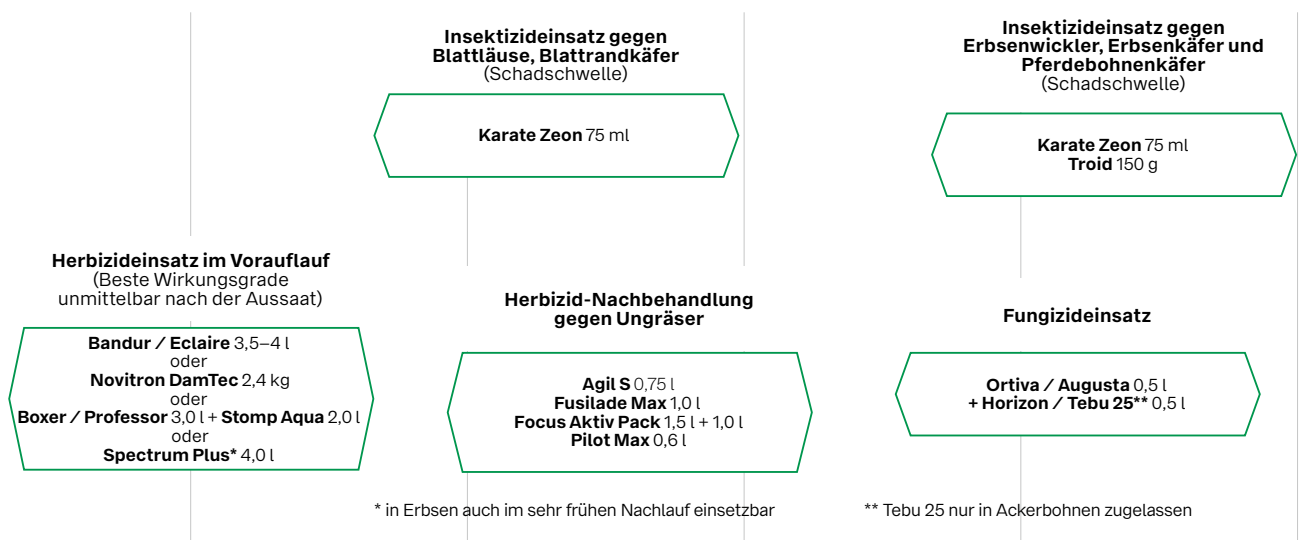 Insektizideinsatz gegen
Blattläuse, Blattrandkäfer
(Schadschwelle)
Karate Zeon 75 ml
Insektizideinsatz gegen
Erbsenwickler, Erbsenkäfer und
Pferdebohnenkäfer
(Schadschwelle)
Karate Zeon 75 ml
Troid 150 g
Herbizideinsatz im Vorauflauf
(Beste Wirkungsgrade
unmittelbar nach der Aussaat)
Bandur / Eclaire 3,5–4 l
oder
Novitron DamTec 2,4 kg
oder
Boxer / Professor 3,0 l + Stomp Aqua 2,0 l
oder
Spectrum Plus* 4,0 l
Herbizid-Nachbehandlung
gegen Ungräser
Agil S 0,75 l
Fusilade Max 1,0 l
Focus Aktiv Pack 1,5 l + 1,0 l
Pilot Max 0,6 l
Fungizideinsatz
Ortiva / Augusta 0,5 l
+ Horizon / Tebu 25** 0,5 l
* in Erbsen auch im sehr frühen Nachlauf einsetzbar
** Tebu 25 nur in Ackerbohnen zugelassen